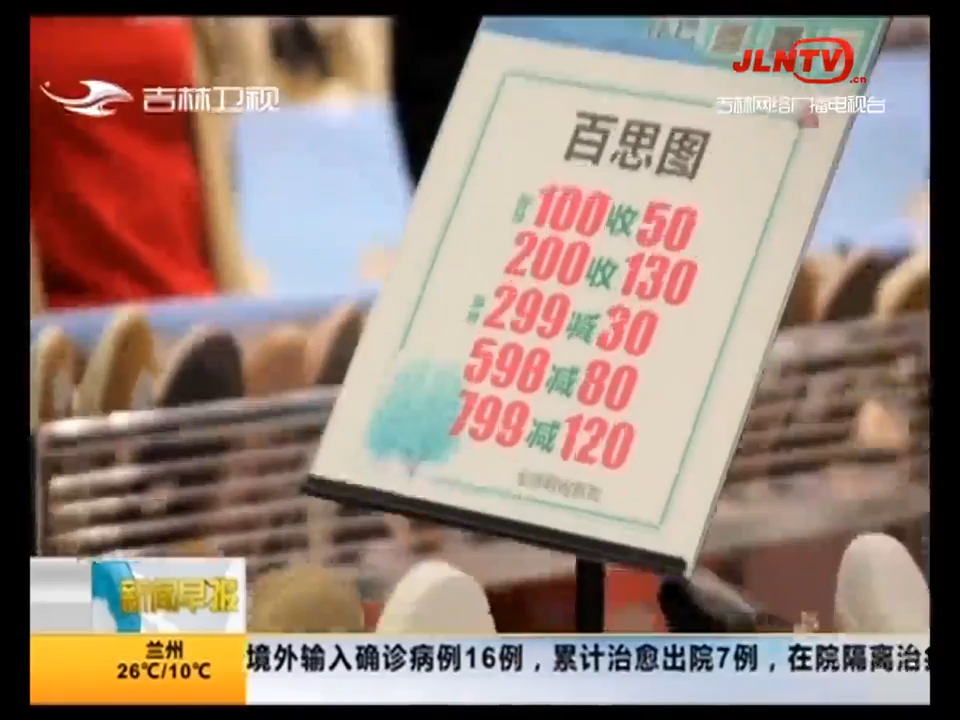 JLNTV.cn
吉林卫视
吉林网络广播电视台
百思图
100收50
200收130
299减30
598减80
799减120
新闻早报
兰州
26℃/10℃
境外输入确诊病例16例，累计治愈出院7例，在院隔离治